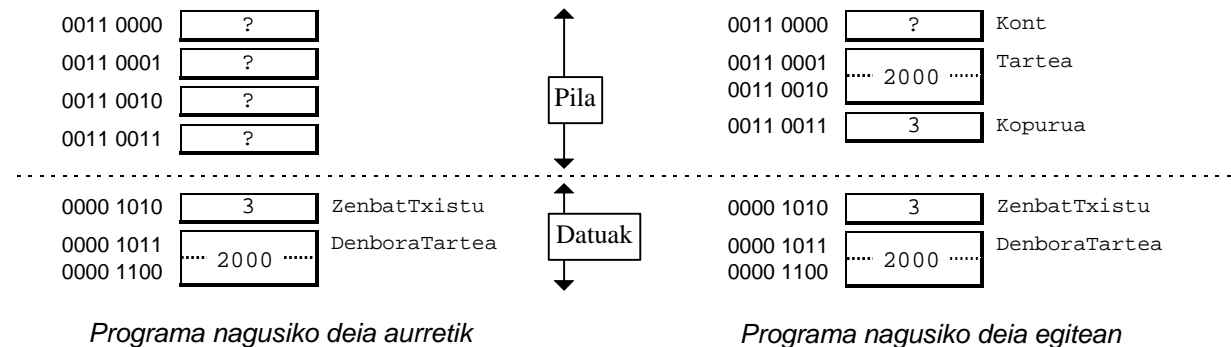 0011 0000 ?
0011 0001 ?
0011 0010 ?
0011 0011 ?
Pila
0011 0000 ? Kont
0011 0001 Tartea
2000
0011 0010
0011 0011 3 Kopurua
0000 1010 3 ZenbatTxistu
0000 1011 DenboraTartea
2000
0000 1100
Datuak
0000 1010 3 ZenbatTxistu
0000 1011 DenboraTartea
2000
0000 1100
Programa nagusiko deia aurretik
Programa nagusiko deia egitean